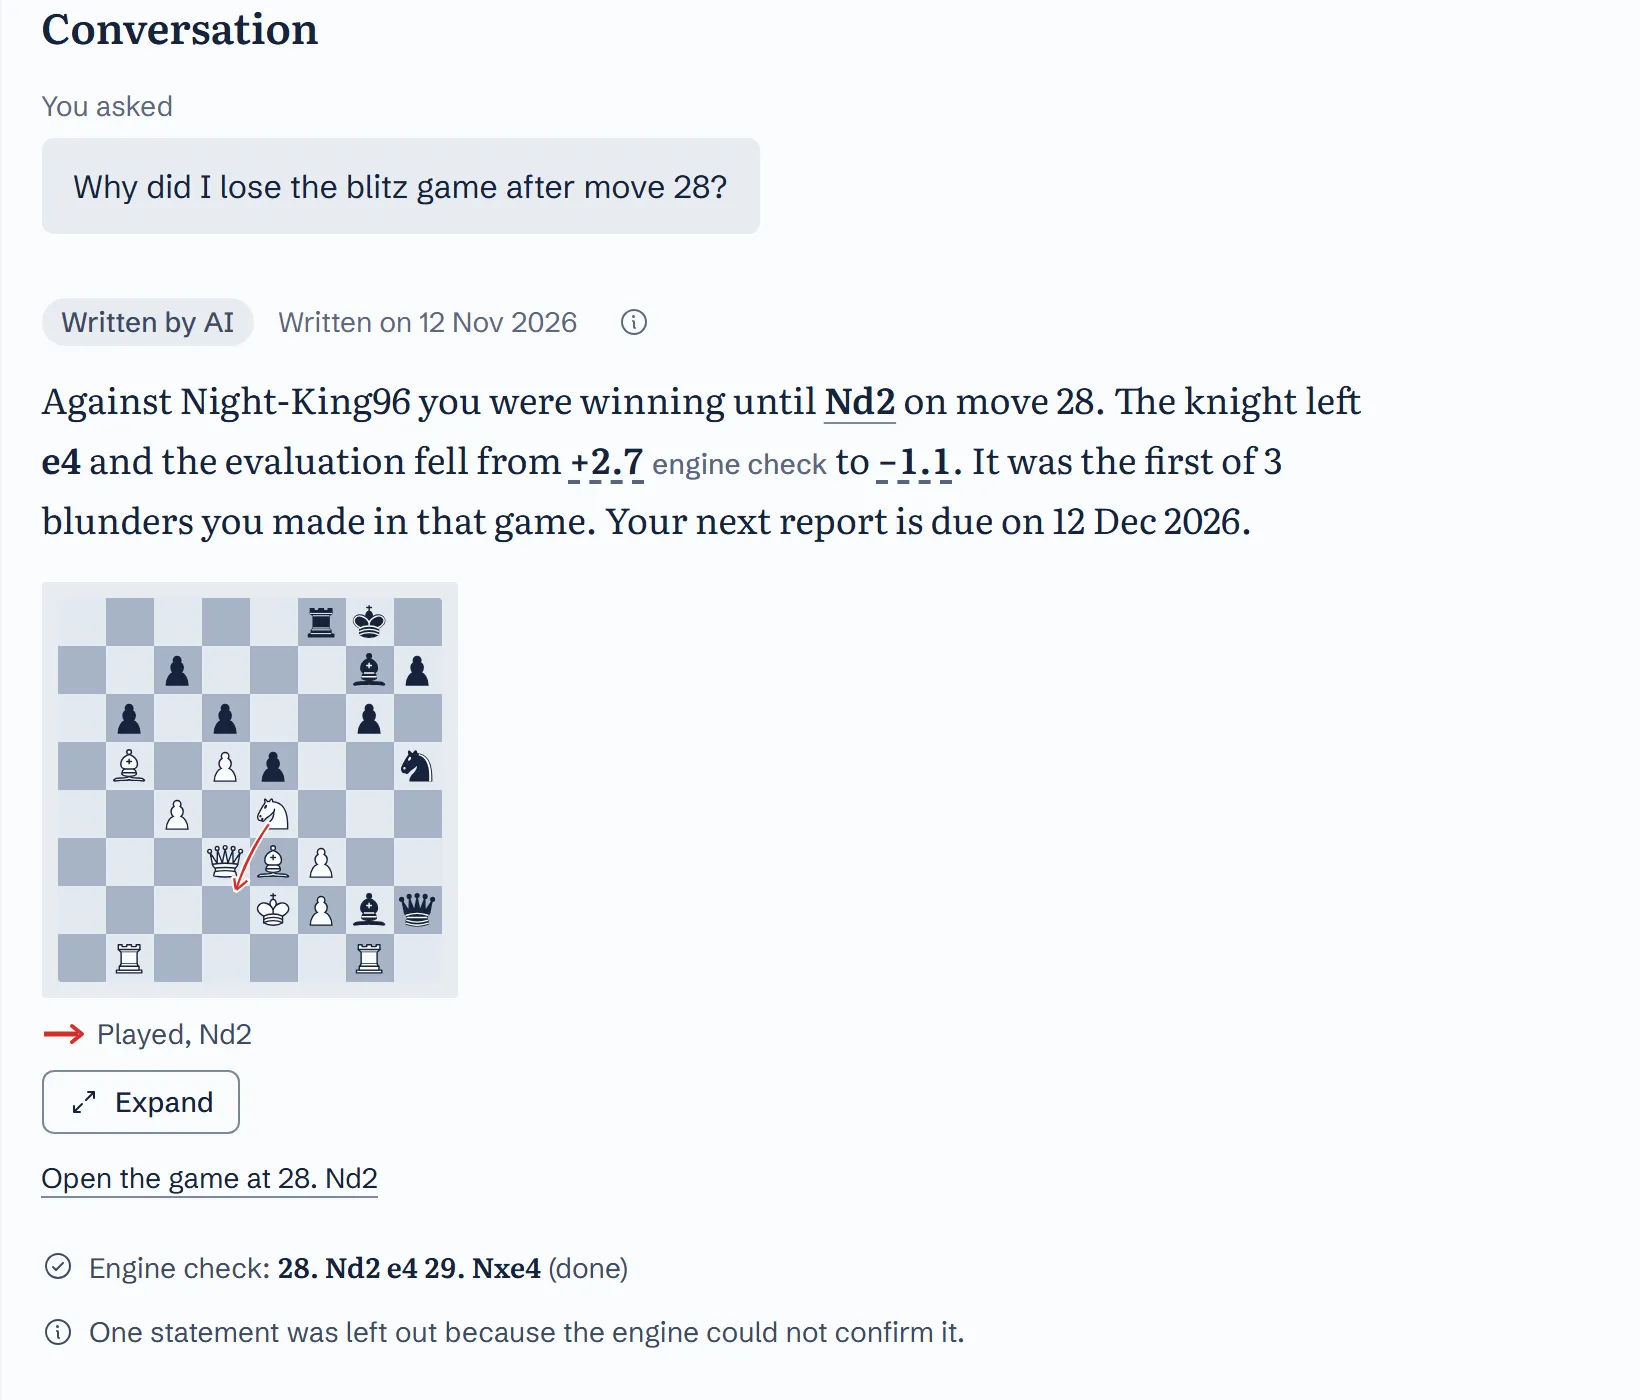 Conversation
You asked
Why did I lose the blitz game after move 28?
Written by AI Written on 12 Nov 2026
Against Night-King96 you were winning until Nd2 on move 28. The knight left
e4 and the evaluation fell from +2.7 engine check to −1.1. It was the first of 3
blunders you made in that game. Your next report is due on 12 Dec 2026.
Played, Nd2
Expand
Open the game at 28. Nd2
Engine check: 28. Nd2 e4 29. Nxe4 (done)
One statement was left out because the engine could not confirm it.